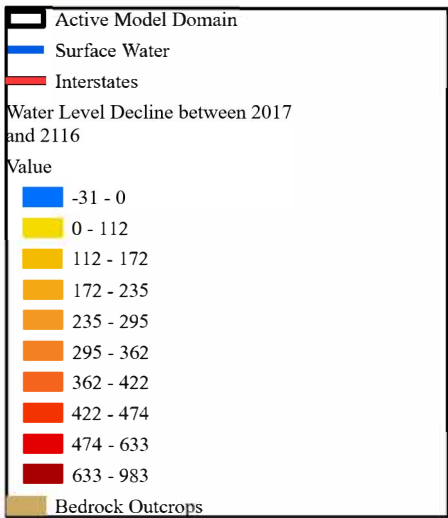 Active Model Domain
Surface Water
Interstates
Water Level Decline between 2017
and 2116
Value
-31 - 0
0 - 112
112 - 172
172 - 235
235 - 295
295 - 362
362 - 422
422 - 474
474 - 633
633 - 983
Bedrock Outcrops